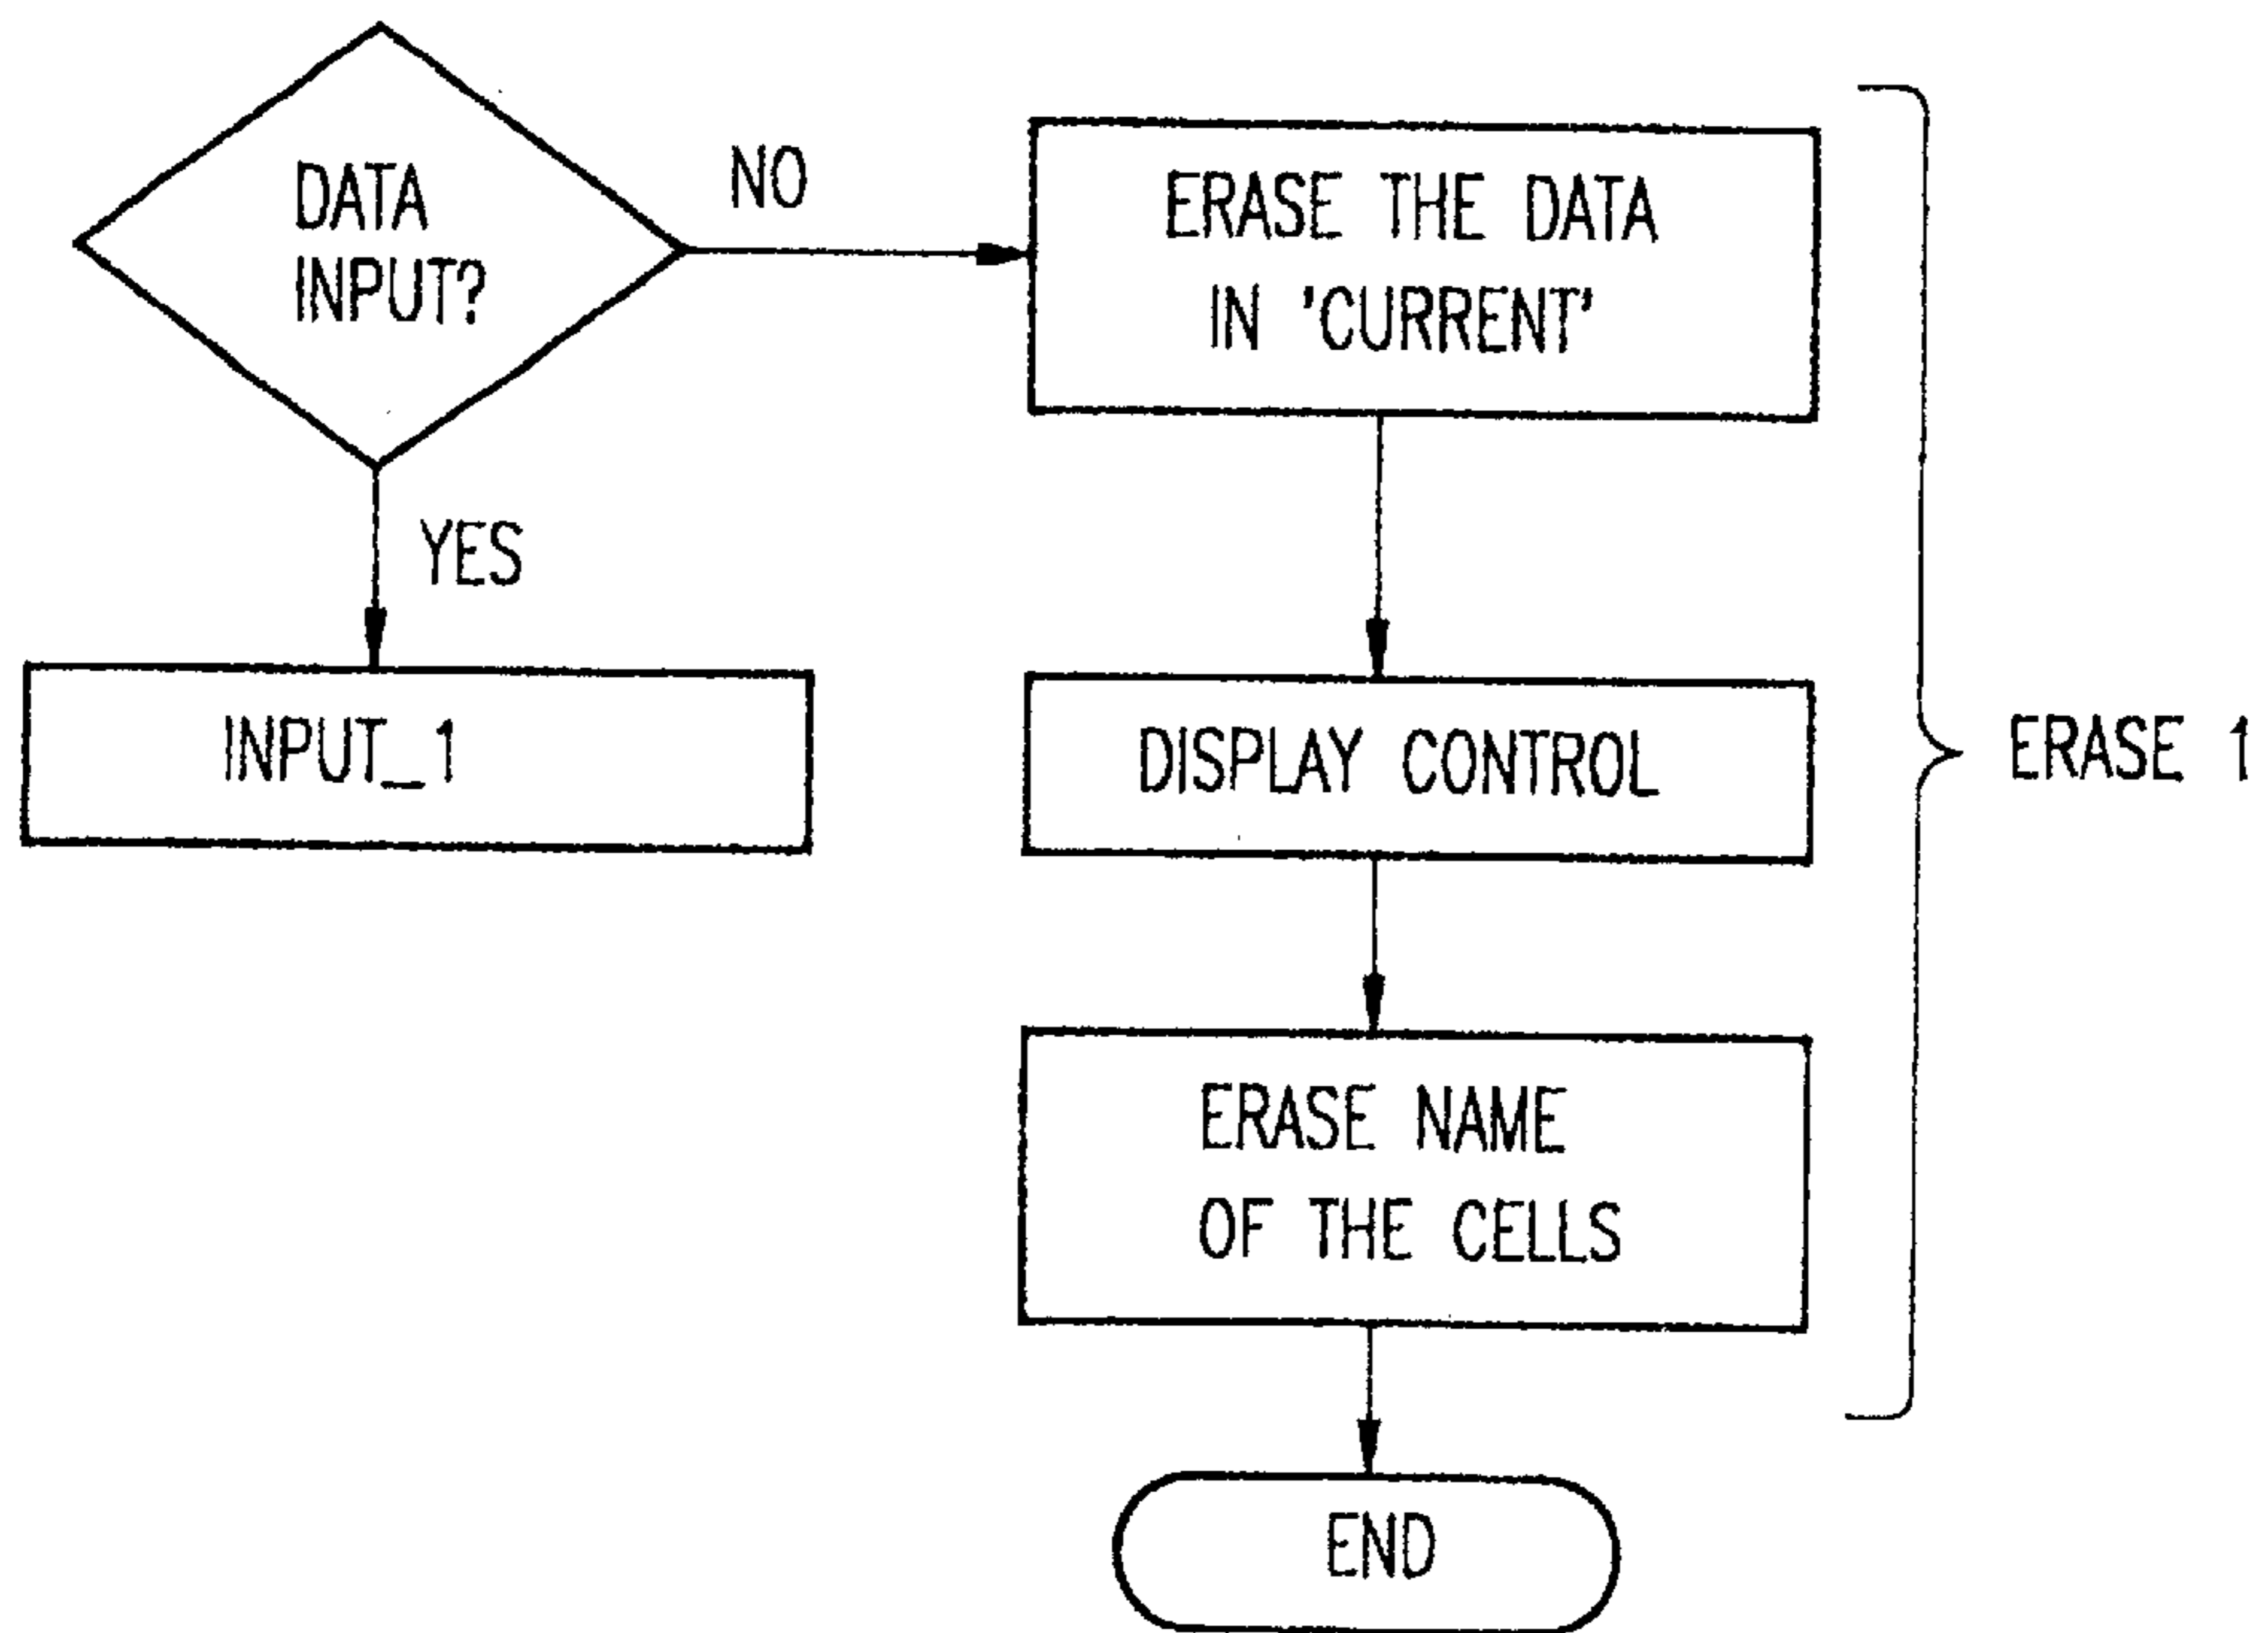 DATA
INPUT?
NO
YES
INPUT_1
ERASE THE DATA
IN 'CURRENT'
DISPLAY CONTROL
ERASE NAME
OF THE CELLS
END
ERASE 1